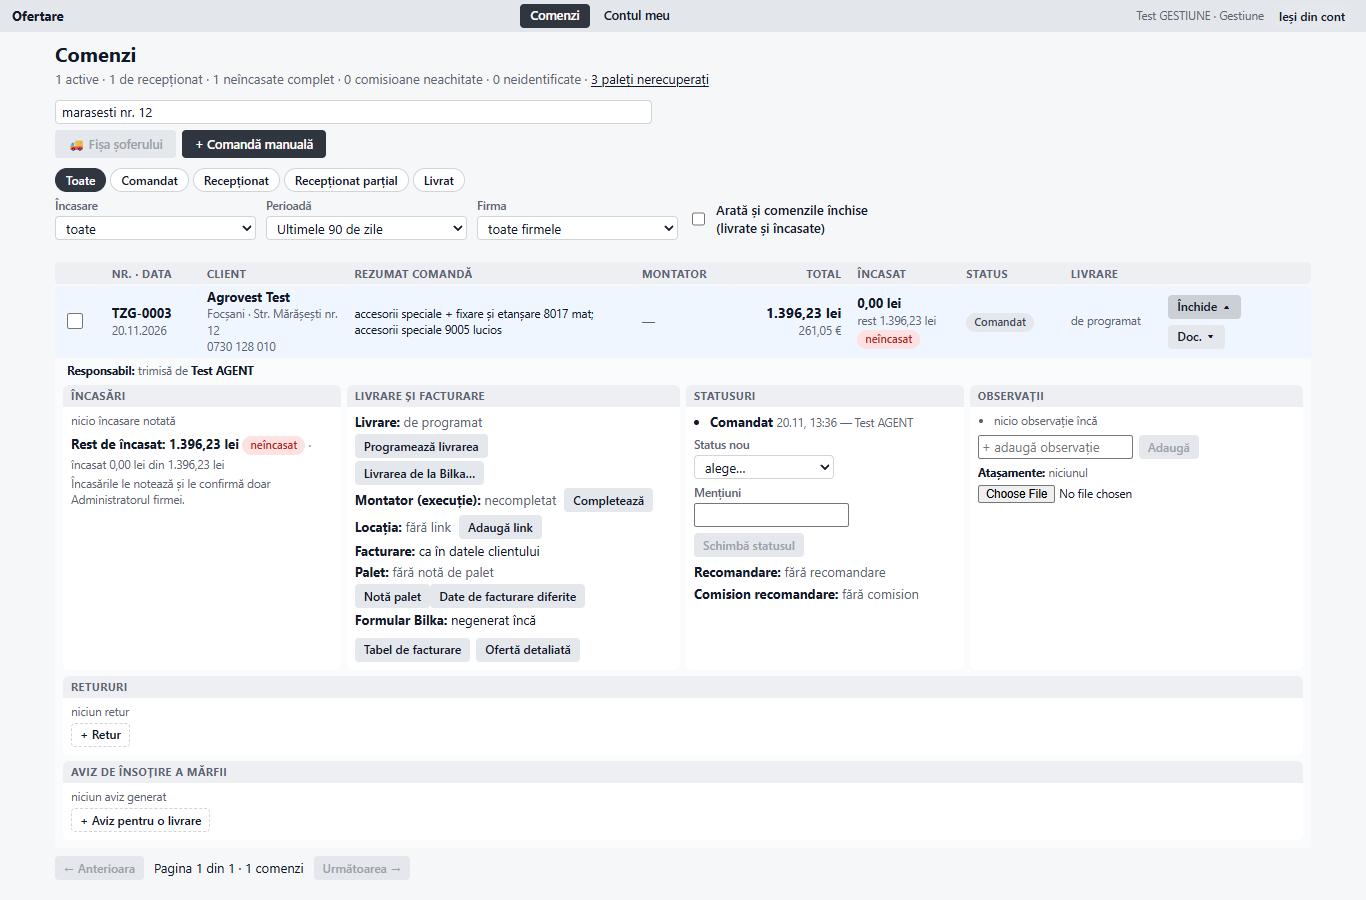 Ofertare
Comenzi
Contul meu
Test GESTIUNE · Gestiune
Ieși din cont
Comenzi
1 active · 1 de recepționat · 1 neîncasate complet · 0 comisioane neachitate · 0 neidentificate · 3 paleți nerecuperați
marasesti nr. 12
🚚 Fișa șoferului
+ Comandă manuală
Toate
Comandat
Recepționat
Recepționat parțial
Livrat
Încasare
Perioadă
Firma
toate
Ultimele 90 de zile
toate firmele
Arată și comenzile închise
(livrate și încasate)
NR. · DATA
CLIENT
REZUMAT COMANDĂ
MONTATOR
TOTAL
ÎNCASAT
STATUS
LIVRARE
TZG-0003
20.11.2026
Agrovest Test
Focșani · Str. Mărășești nr.
12
0730 128 010
accesorii speciale + fixare și etanșare 8017 mat;
accesorii speciale 9005 lucios
—
1.396,23 lei
261,05 €
0,00 lei
rest 1.396,23 lei
neîncasat
Comandat
de programat
Închide ▲
Doc. ▼
Responsabil: trimisă de Test AGENT
ÎNCASĂRI
nicio încasare notată
Rest de încasat: 1.396,23 lei neîncasat ·
încasat 0,00 lei din 1.396,23 lei
Încasările le notează și le confirmă doar
Administratorul firmei.
LIVRARE ȘI FACTURARE
Livrare: de programat
Programează livrarea
Livrarea de la Bilka...
Montator (execuție): necompletat Completează
Locația: fără link Adaugă link
Facturare: ca în datele clientului
Palet: fără notă de palet
Notă palet Date de facturare diferite
Formular Bilka: negenerat încă
Tabel de facturare Ofertă detaliată
STATUSURI
• Comandat 20.11, 13:36 — Test AGENT
Status nou
alege...
Mențiuni
Schimbă statusul
Recomandare: fără recomandare
Comision recomandare: fără comision
OBSERVAȚII
• nicio observație încă
+ adaugă observație Adaugă
Atașamente: niciunul
Choose File No file chosen
RETURURI
niciun retur
+ Retur
AVIZ DE ÎNSOȚIRE A MĂRFII
niciun aviz generat
+ Aviz pentru o livrare
← Anterioara
Pagina 1 din 1 · 1 comenzi
Următoarea →